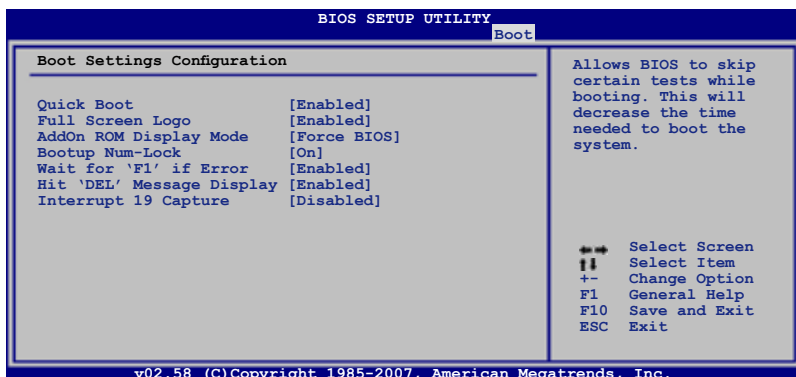 BIOS SETUP UTILITY
Boot
Boot Settings Configuration
Quick Boot [Enabled]
Full Screen Logo [Enabled]
AddOn ROM Display Mode [Force BIOS]
Bootup Num-Lock [On]
Wait for ‘F1’ if Error [Enabled]
Hit ‘DEL’ Message Display [Enabled]
Interrupt 19 Capture [Disabled]
Allows BIOS to skip
certain tests while
booting. This will
decrease the time
needed to boot the
system.
Select Screen
Select Item
+- Change Option
F1 General Help
F10 Save and Exit
ESC Exit
v02.58 (C)Copyright 1985-2007, American Megatrends, Inc.